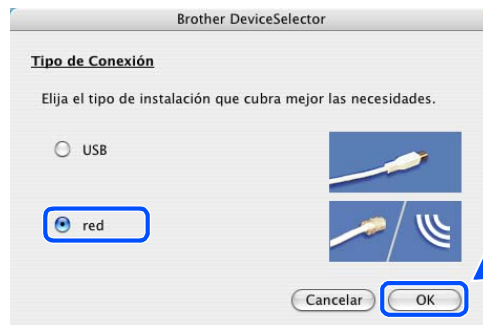 Brother DeviceSelector
Tipo de Conexión
Elija el tipo de instalación que cubra mejor las necesidades.
USB
red
Cancelar OK